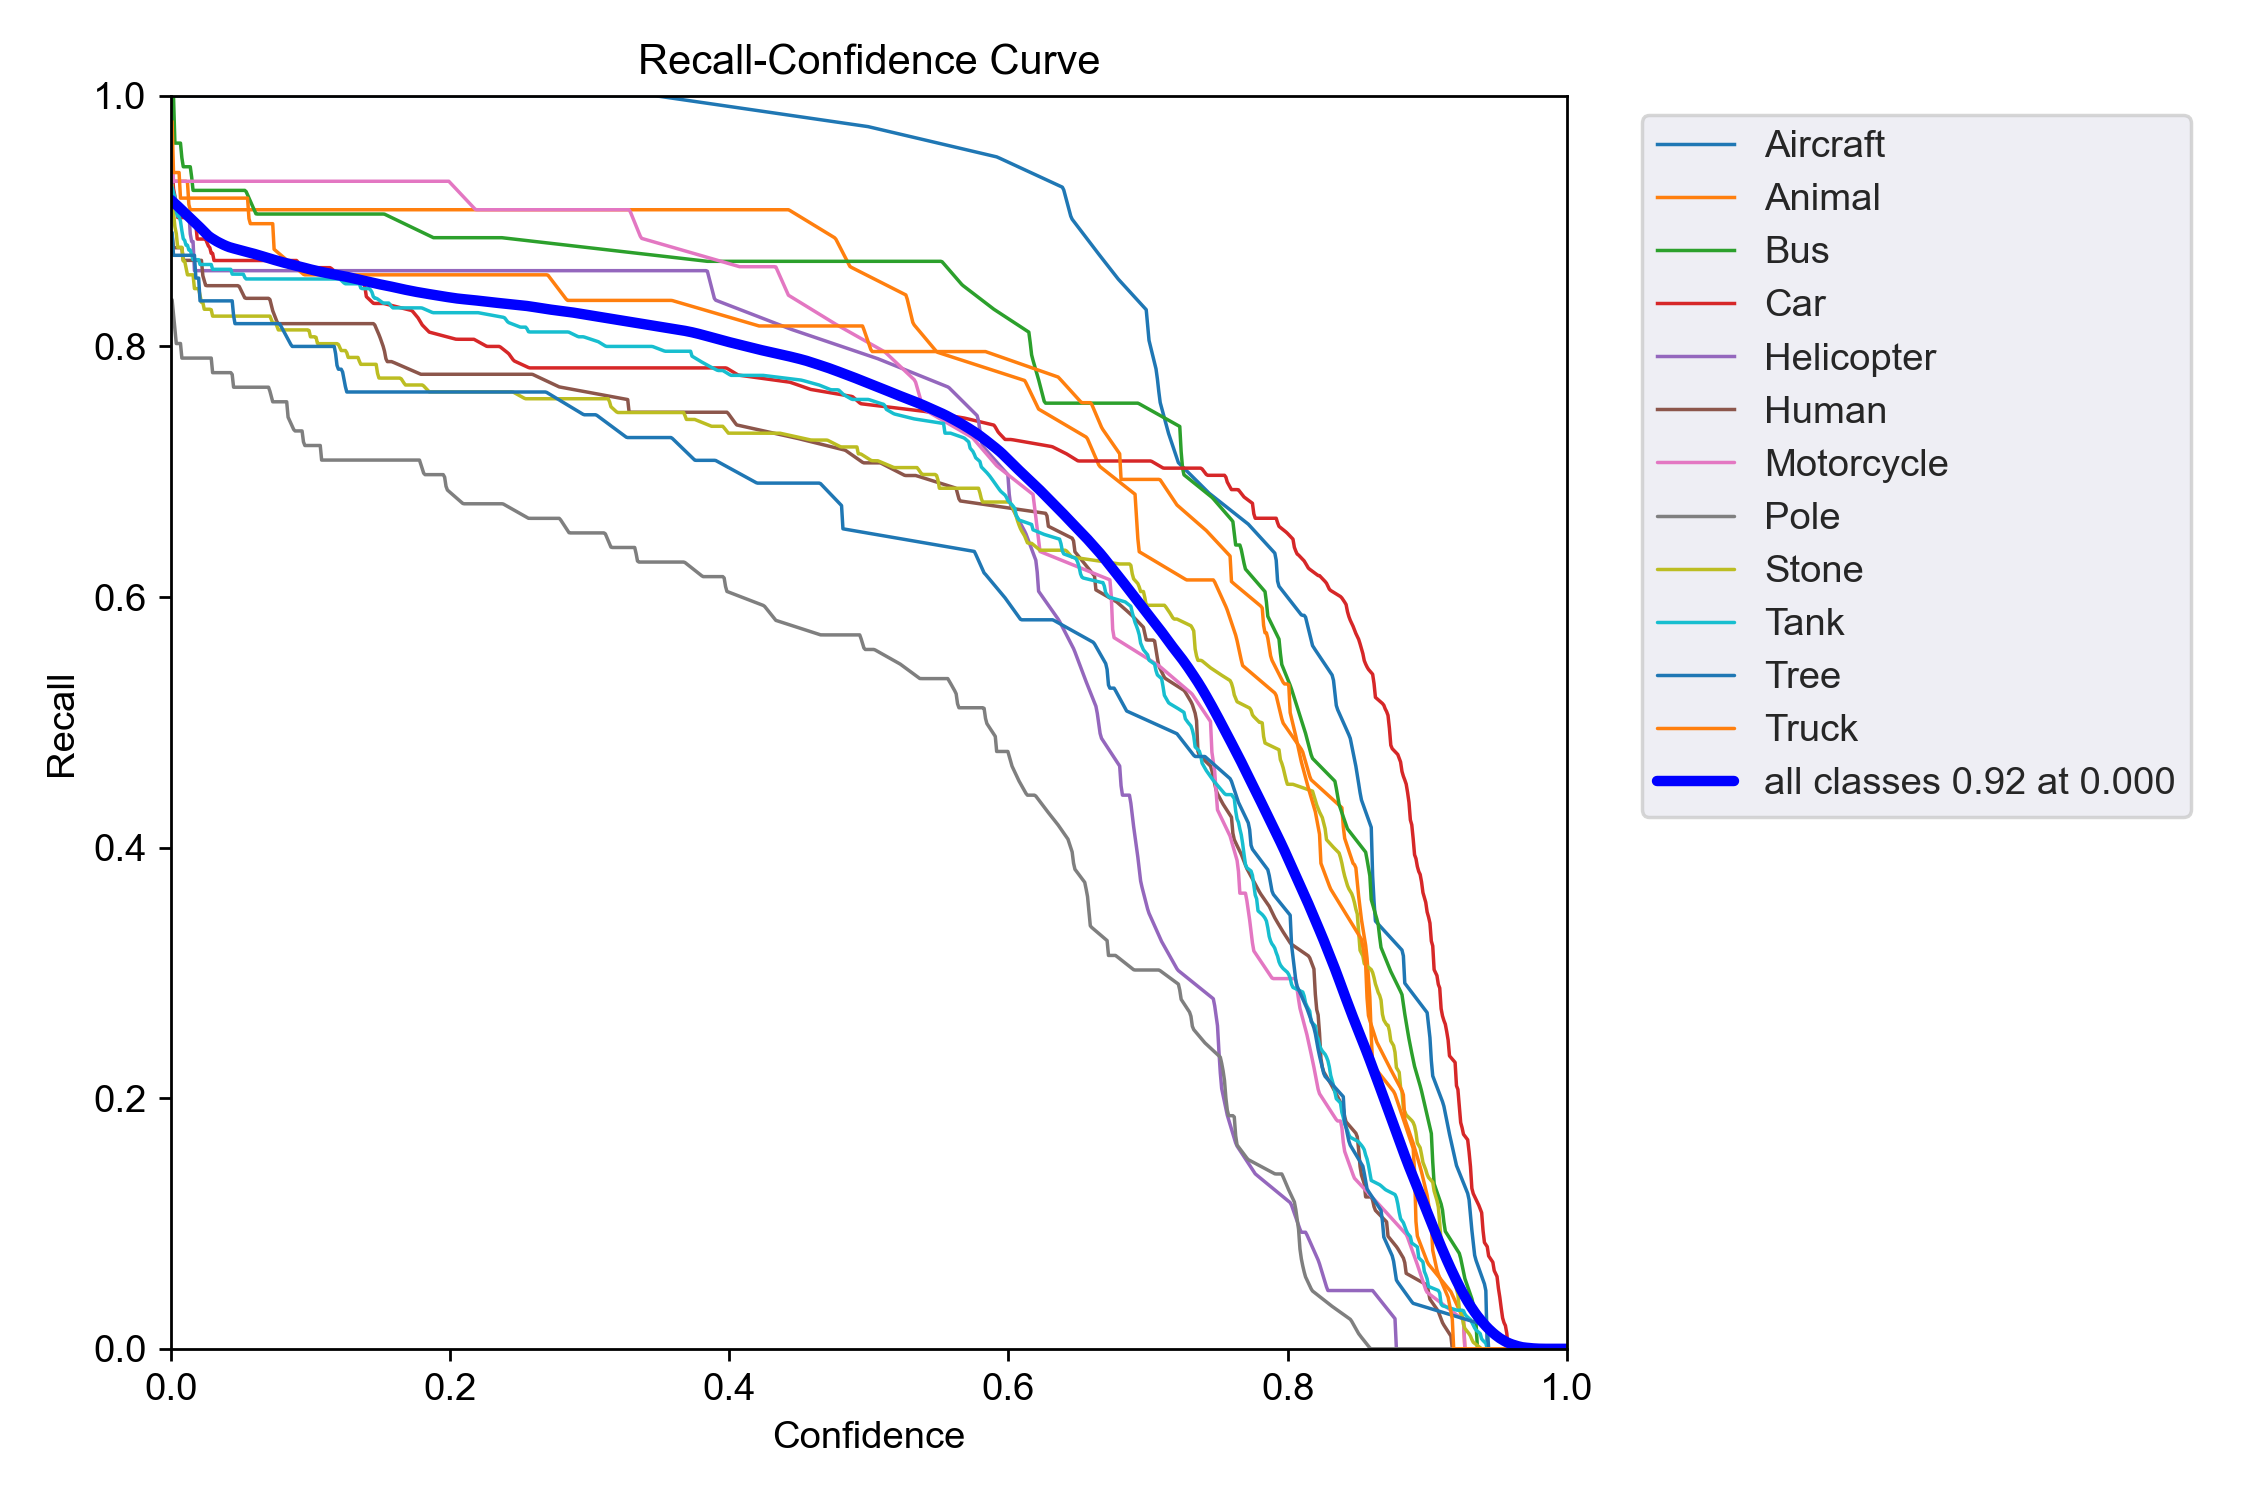 Recall-Confidence Curve
1.0
0.8
0.6
0.4
0.2
0.0
Recall
0.0 0.2 0.4 0.6 0.8 1.0
Confidence
Aircraft
Animal
Bus
Car
Helicopter
Human
Motorcycle
Pole
Stone
Tank
Tree
Truck
all classes 0.92 at 0.000